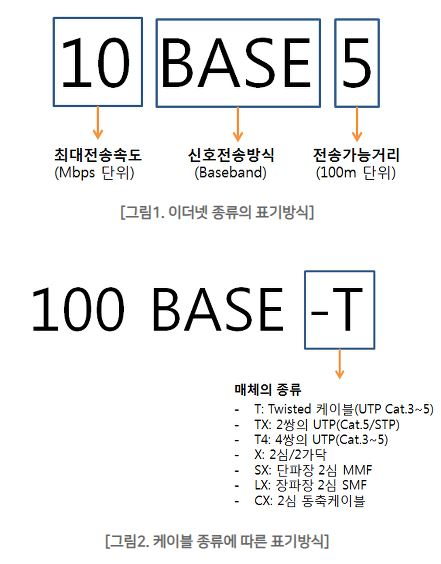 10 BASE 5
최대전송속도 신호전송방식 전송가능거리
(Mbps 단위) (Baseband) (100m 단위)
[그림1. 이더넷 종류의 표기방식]
100 BASE -T
매체의 종류
- T: Twisted 케이블(UTP Cat.3~5)
- TX: 2쌍의 UTP(Cat.5/STP)
- T4: 4쌍의 UTP(Cat.3~5)
- X: 2심/2가닥
- SX: 단파장 2심 MMF
- LX: 장파장 2심 SMF
- CX: 2심 동축케이블
[그림2. 케이블 종류에 따른 표기방식]